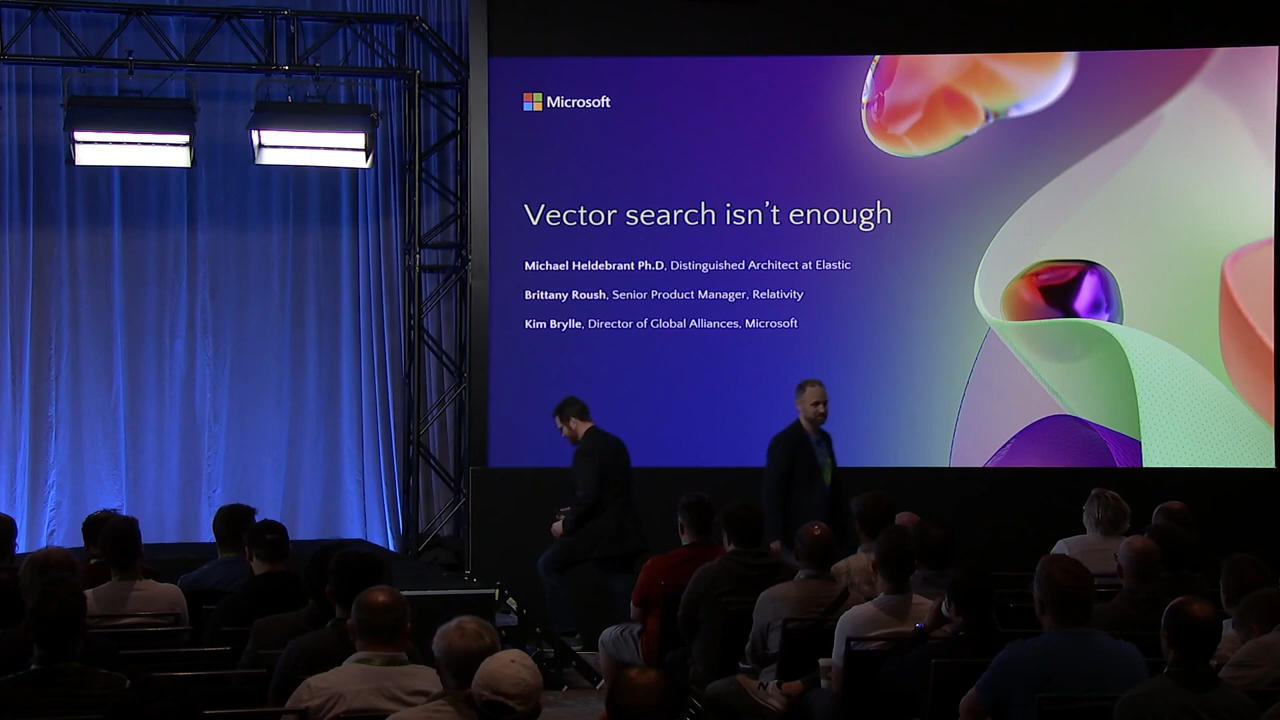 Microsoft
Vector search isn't enough
Michael Heldebrant Ph.D, Distinguished Architect at Elastic
Brittany Roush, Senior Product Manager, Relativity
Kim Brylle, Director of Global Alliances, Microsoft